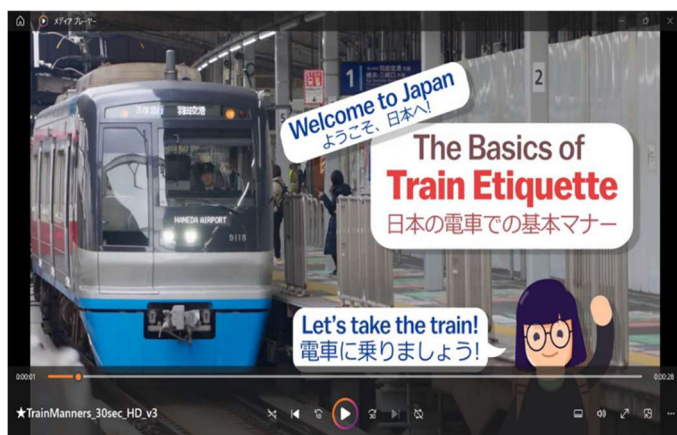 メディア プレーヤー
Welcome to Japan
ようこそ、日本へ!
The Basics of
Train Etiquette
日本の電車での基本マナー
1
2
羽田空港
HANEDA AIRPORT
9118
Let's take the train!
電車に乗りましょう!
0:00:01
0:00:28
★TrainManners_30sec_HD_v3
10
30